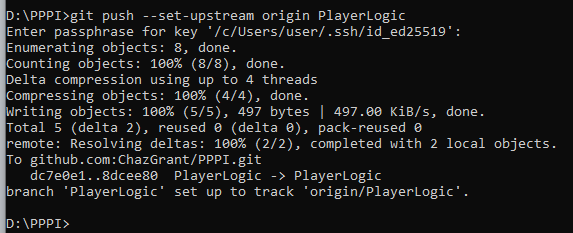 D:\PPPI>git push --set-upstream origin PlayerLogic
Enter passphrase for key '/c/Users/user/.ssh/id_ed25519':
Enumerating objects: 8, done.
Counting objects: 100% (8/8), done.
Delta compression using up to 4 threads
Compressing objects: 100% (4/4), done.
Writing objects: 100% (5/5), 497 bytes | 497.00 KiB/s, done.
Total 5 (delta 2), reused 0 (delta 0), pack-reused 0
remote: Resolving deltas: 100% (2/2), completed with 2 local objects.
To github.com:ChazGrant/PPPI.git
   dc7e0e1..8dcee80  PlayerLogic -> PlayerLogic
branch 'PlayerLogic' set up to track 'origin/PlayerLogic'.
D:\PPPI>